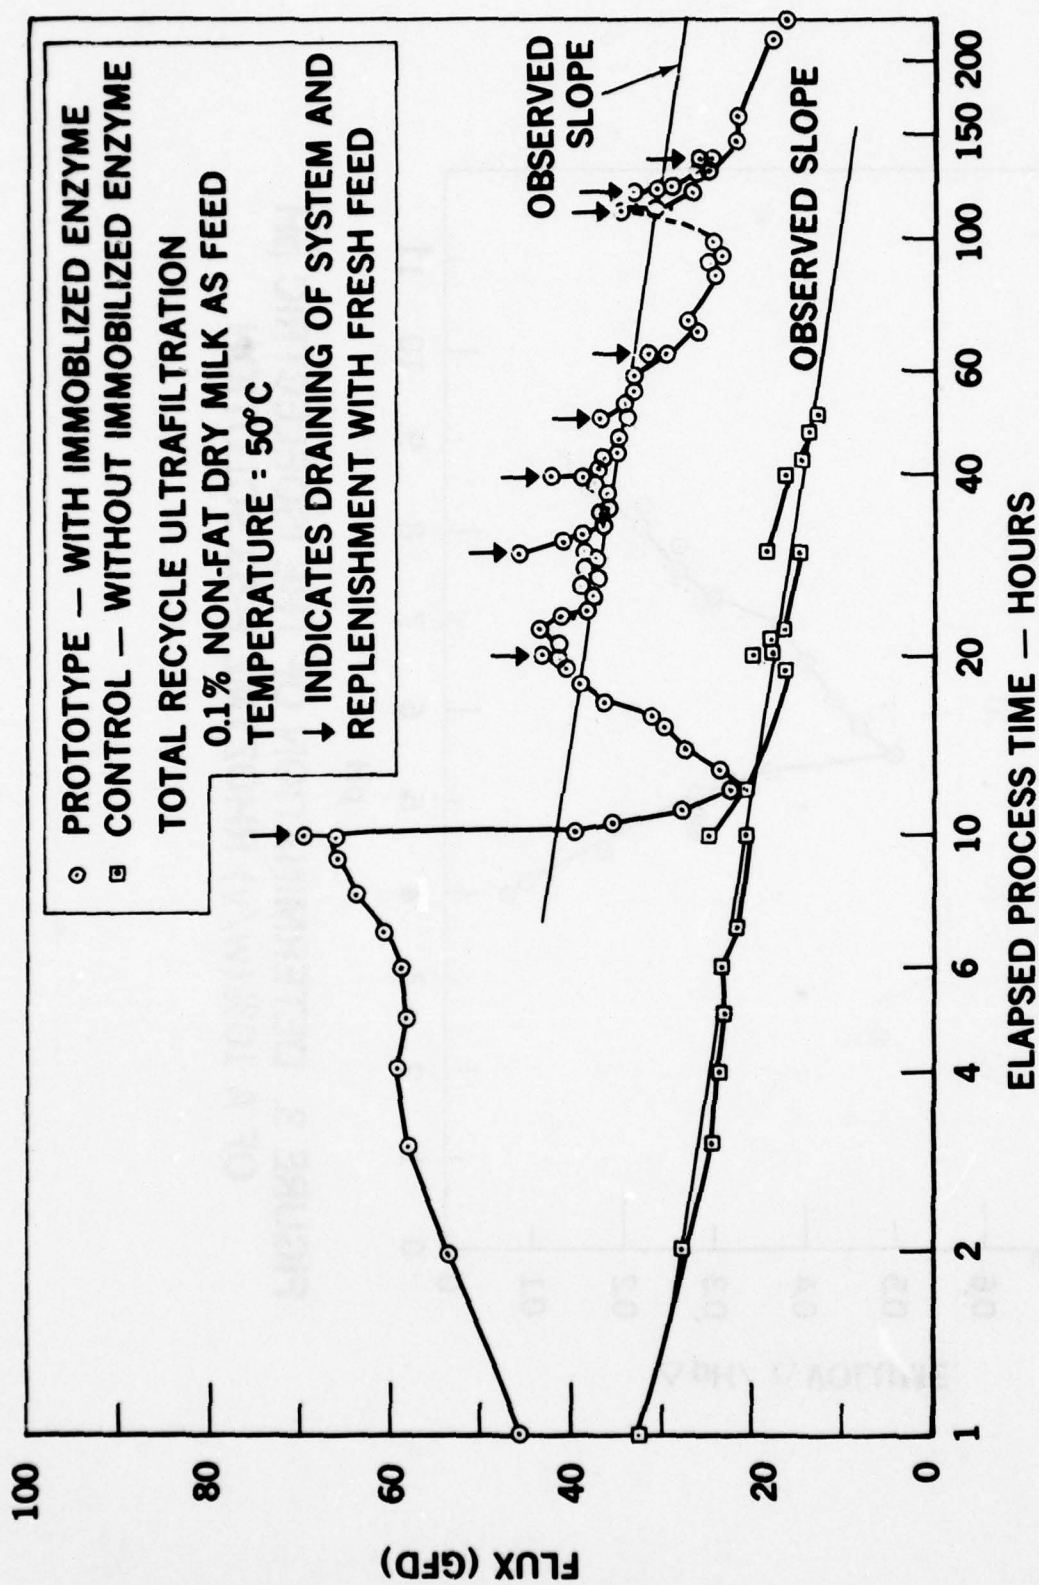 ⊙ PROTOTYPE — WITH IMMOBLIZED ENZYME
⊡ CONTROL — WITHOUT IMMOBILIZED ENZYME
TOTAL RECYCLE ULTRAFILTRATION
0.1% NON-FAT DRY MILK AS FEED
TEMPERATURE : 50°C
↓ INDICATES DRAINING OF SYSTEM AND
REPLENISHMENT WITH FRESH FEED
OBSERVED
SLOPE
OBSERVED SLOPE
FLUX (GFD)
100
80
60
40
20
0
1 2 4 6 10 20 40 60 100 150 200
ELAPSED PROCESS TIME — HOURS